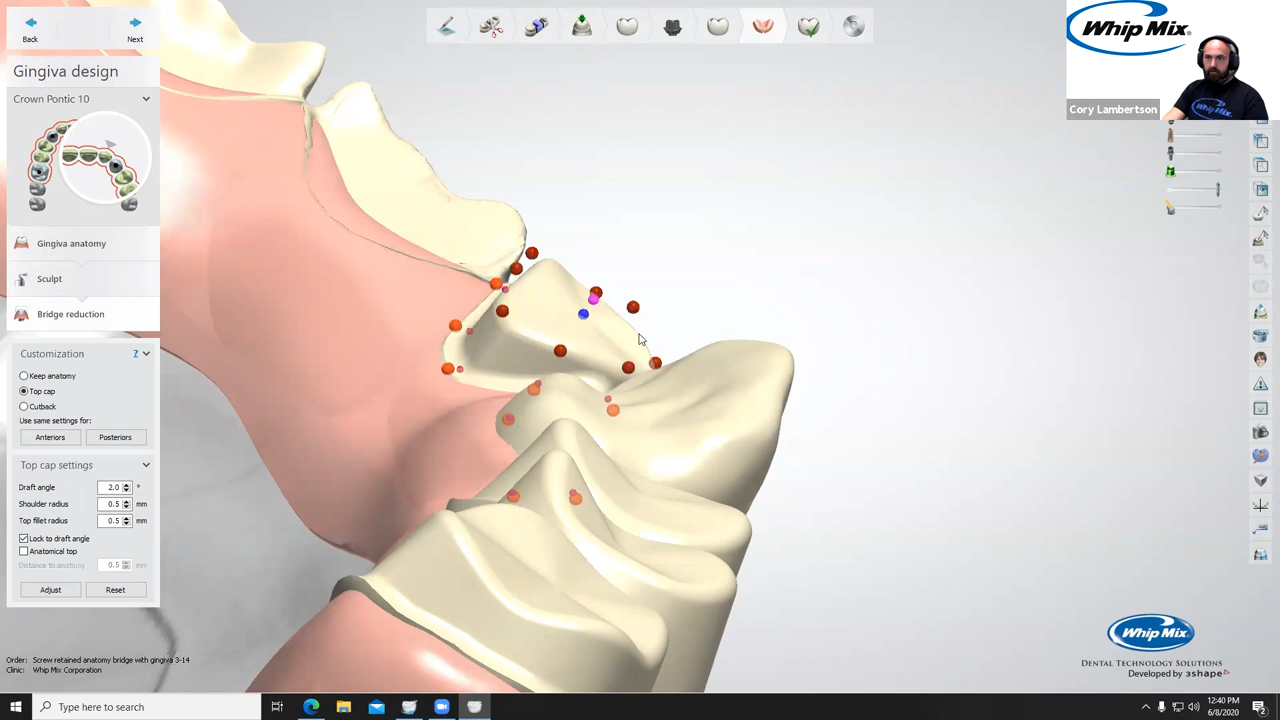 Back
Next
Gingiva design
Crown Pontic 10
Gingiva anatomy
Sculpt
Bridge reduction
Customization ?
Keep anatomy
Top cap
Cutback
Use same settings for:
Anteriors Posteriors
Top cap settings
Draft angle 2.0 °
Shoulder radius 0.5 mm
Top fillet radius 0.5 mm
Lock to draft angle
Anatomical top
Distance to anatomy 0.5 mm
Adjust Reset
Order: Screw retained anatomy bridge with gingiva 3-14
Clinic: Whip Mix Corporation
Whip Mix®
Cory Lambertson
Whip Mix
DENTAL TECHNOLOGY SOLUTIONS
Developed by 3shape
Type here to search
12:40 PM
6/8/2020
2